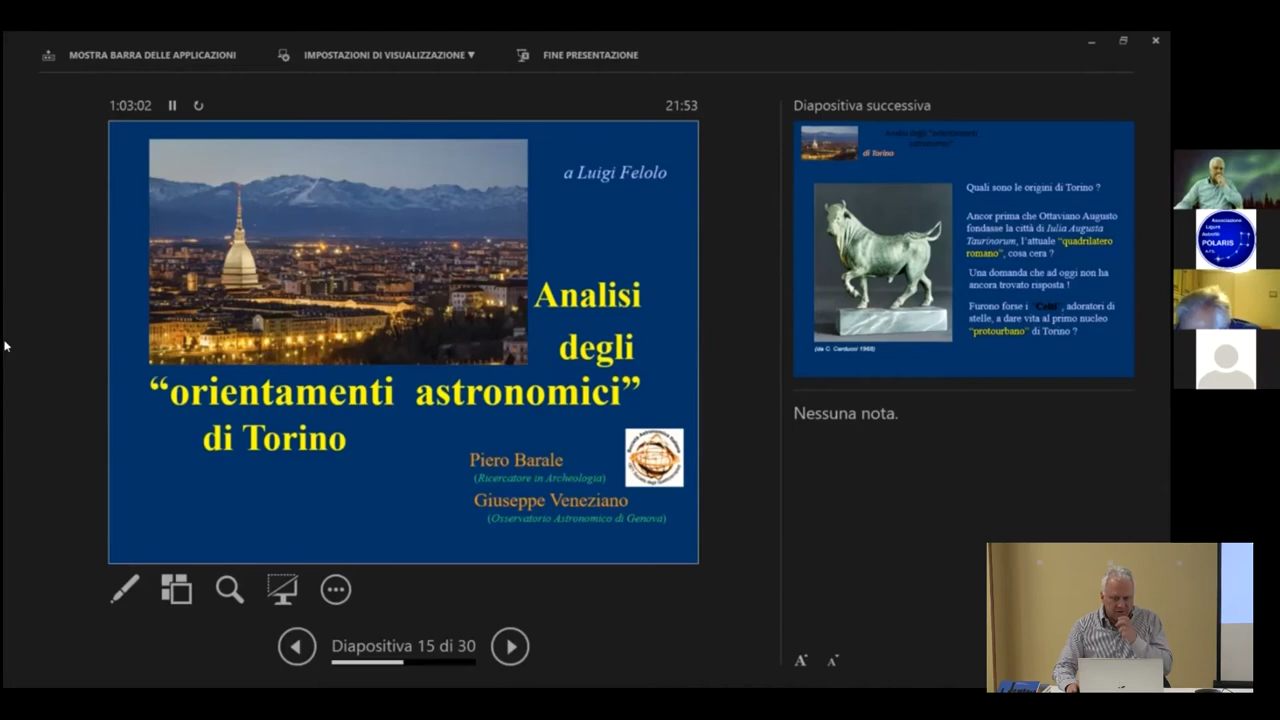 MOSTRA BARRA DELLE APPLICAZIONI
IMPOSTAZIONI DI VISUALIZZAZIONE ▼
FINE PRESENTAZIONE
1:03:02
21:53
a Luigi Felolo
Analisi
degli
“orientamenti astronomici”
di Torino
Piero Barale
(Ricercatore in Archeologia)
Giuseppe Veneziano
(Osservatorio Astronomico di Genova)
Diapositiva 15 di 30
Diapositiva successiva
Analisi degli “orientamenti
astronomici”
di Torino
Quali sono le origini di Torino ?
Ancor prima che Ottaviano Augusto
fondasse la città di Iulia Augusta
Taurinorum, l’attuale “quadrilatero
romano”, cosa cera ?
Una domanda che ad oggi non ha
ancora trovato risposta !
Furono forse i “Celti”, adoratori di
stelle, a dare vita al primo nucleo
“protourbano” di Torino ?
(da C. Carducci 1968)
Nessuna nota.
A A
Associazione
Ligure
Astrofili
POLARIS